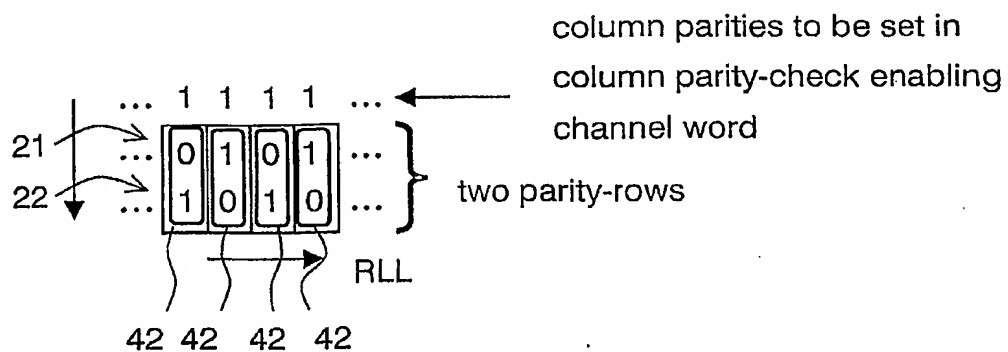 column parities to be set in
column parity-check enabling
channel word
... 1 1 1 1 ...
21 ... 0 1 0 1 ...
22 ... 1 0 1 0 ...
two parity-rows
RLL
42 42 42 42